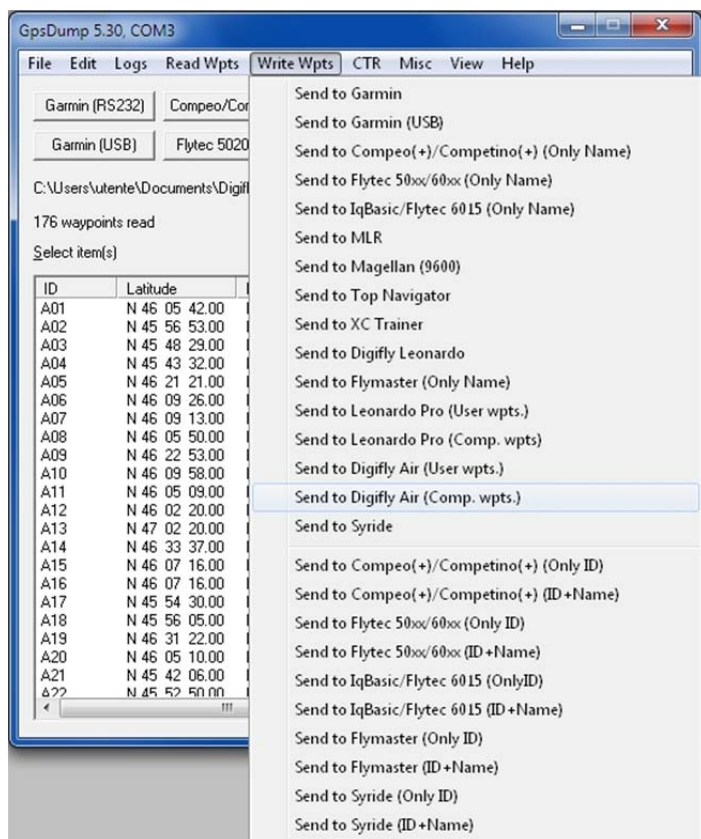 GpsDump 5.30, COM3
File Edit Logs Read Wpts Write Wpts CTR Misc View Help
Garmin (RS232) Compeo/Cor
Garmin (USB) Flytec 5020
C:\Users\utente\Documents\Digifl
176 waypoints read
Select item(s)
ID Latitude
A01 N 46 05 42.00
A02 N 45 56 53.00
A03 N 45 48 29.00
A04 N 45 43 32.00
A05 N 46 21 21.00
A06 N 46 09 26.00
A07 N 46 09 13.00
A08 N 46 05 50.00
A09 N 46 22 53.00
A10 N 46 09 58.00
A11 N 46 05 09.00
A12 N 46 02 20.00
A13 N 47 02 20.00
A14 N 46 33 37.00
A15 N 46 07 16.00
A16 N 46 07 16.00
A17 N 45 54 30.00
A18 N 45 56 05.00
A19 N 46 31 22.00
A20 N 46 05 10.00
A21 N 45 42 06.00
A22 N 45 52 50.00
Send to Garmin
Send to Garmin (USB)
Send to Compeo(+)/Competino(+) (Only Name)
Send to Flytec 50xx/60xx (Only Name)
Send to IqBasic/Flytec 6015 (Only Name)
Send to MLR
Send to Magellan (9600)
Send to Top Navigator
Send to XC Trainer
Send to Digifly Leonardo
Send to Flymaster (Only Name)
Send to Leonardo Pro (User wpts.)
Send to Leonardo Pro (Comp. wpts)
Send to Digifly Air (User wpts.)
Send to Digifly Air (Comp. wpts.)
Send to Syride
Send to Compeo(+)/Competino(+) (Only ID)
Send to Compeo(+)/Competino(+) (ID+Name)
Send to Flytec 50xx/60xx (Only ID)
Send to Flytec 50xx/60xx (ID+Name)
Send to IqBasic/Flytec 6015 (OnlyID)
Send to IqBasic/Flytec 6015 (ID+Name)
Send to Flymaster (Only ID)
Send to Flymaster (ID+Name)
Send to Syride (Only ID)
Send to Syride (ID+Name)